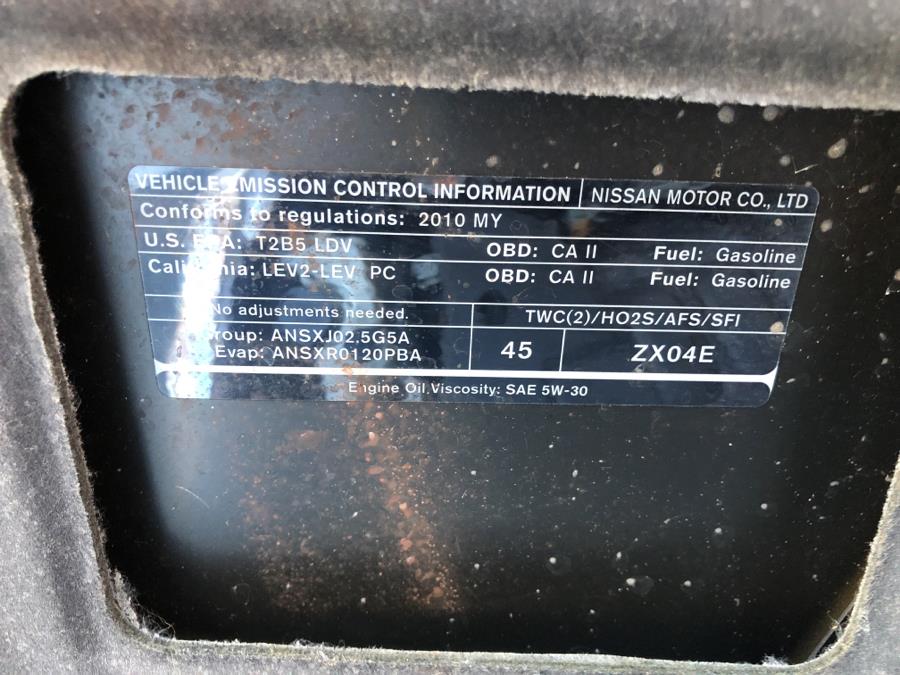 VEHICLE EMISSION CONTROL INFORMATION NISSAN MOTOR CO., LTD
Conforms to regulations: 2010 MY
U.S. EPA: T2B5 LDV OBD: CA II Fuel: Gasoline
California: LEV2-LEV PC OBD: CA II Fuel: Gasoline
No adjustments needed. TWC(2)/HO2S/AFS/SFI
Group: ANSXJ02.5G5A
Evap: ANSXR0120PBA 45 ZX04E
Engine Oil Viscosity: SAE 5W-30